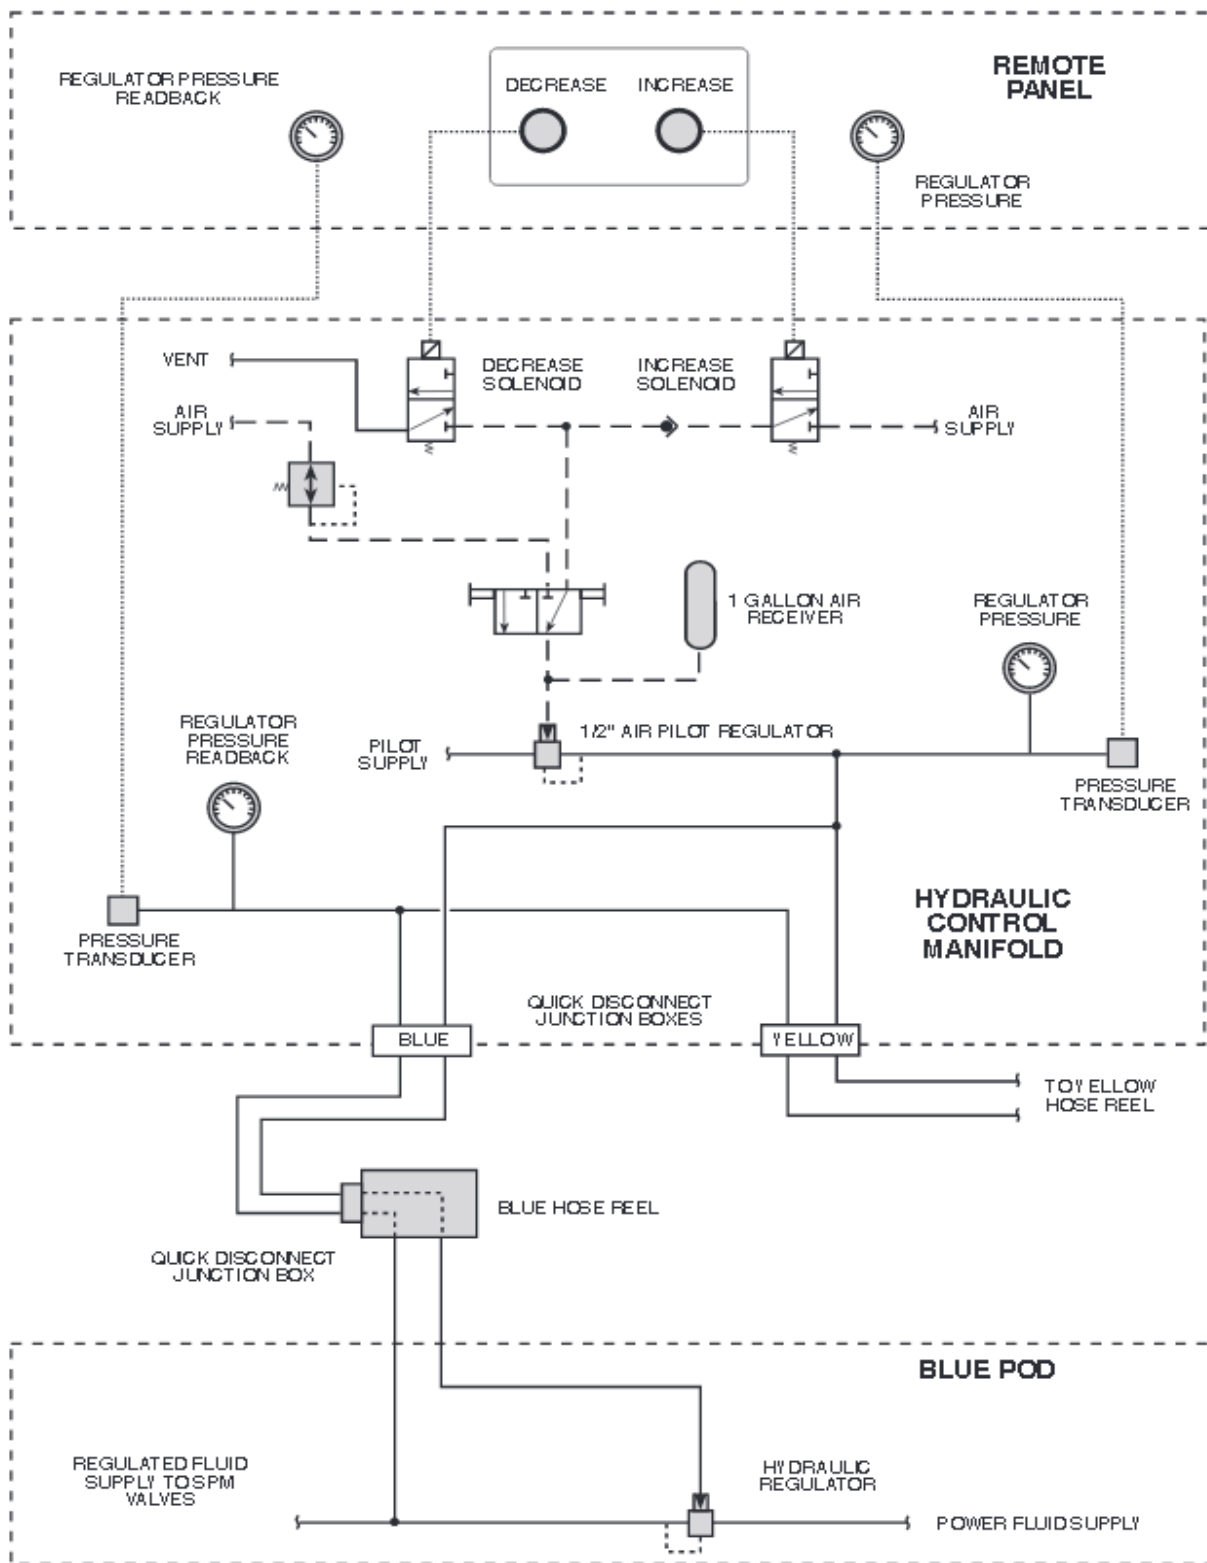 REGULATOR PRESSURE
READBACK
DECREASE
INCREASE
REMOTE
PANEL
REGULATOR
PRESSURE
VENT
DECREASE
SOLENOID
INCREASE
SOLENOID
AIR
SUPPLY
AIR
SUPPLY
1 GALLON AIR
RECEIVER
REGULATOR
PRESSURE
REGULATOR
PRESSURE
READBACK
PILOT
SUPPLY
1/2" AIR PILOT REGULATOR
PRESSURE
TRANSDUCER
HYDRAULIC
CONTROL
MANIFOLD
PRESSURE
TRANSDUCER
QUICK DISCONNECT
JUNCTION BOXES
BLUE
YELLOW
TO YELLOW
HOSE REEL
BLUE HOSE REEL
QUICK DISCONNECT
JUNCTION BOX
BLUE POD
REGULATED FLUID
SUPPLY TO SPM
VALVES
HYDRAULIC
REGULATOR
POWER FLUID SUPPLY